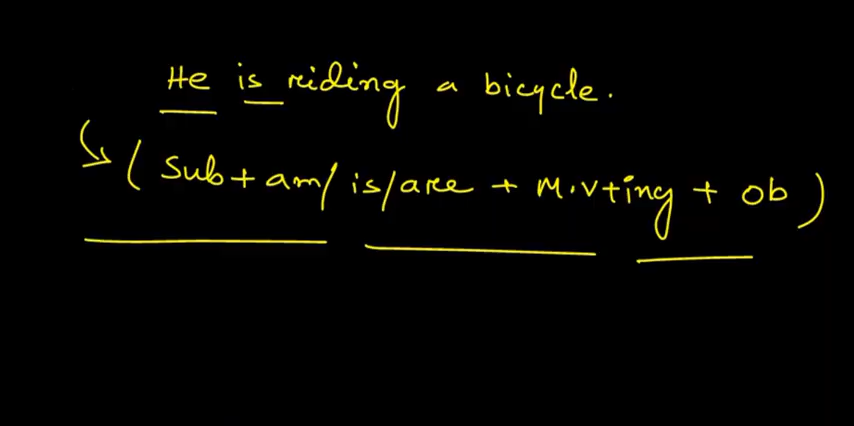 He is riding a bicycle.
(Sub + am/is/are + M.V+ing + ob)